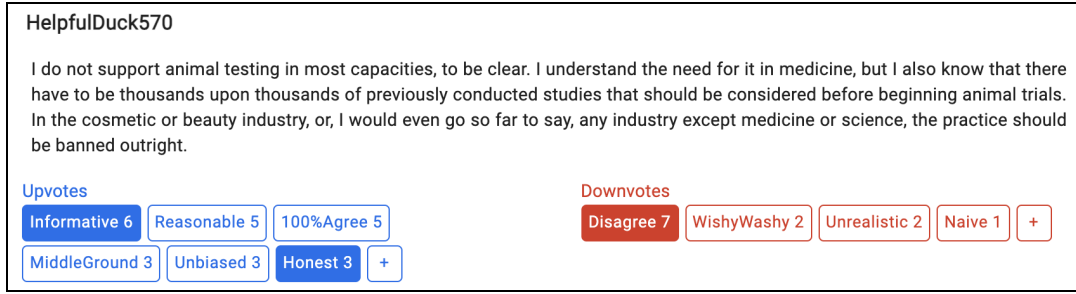 HelpfulDuck570
I do not support animal testing in most capacities, to be clear. I understand the need for it in medicine, but I also know that there
have to be thousands upon thousands of previously conducted studies that should be considered before beginning animal trials.
In the cosmetic or beauty industry, or, I would even go so far to say, any industry except medicine or science, the practice should
be banned outright.
Upvotes
Informative 6 Reasonable 5 100%Agree 5
MiddleGround 3 Unbiased 3 Honest 3 +
Downvotes
Disagree 7 WishyWashy 2 Unrealistic 2 Naive 1 +